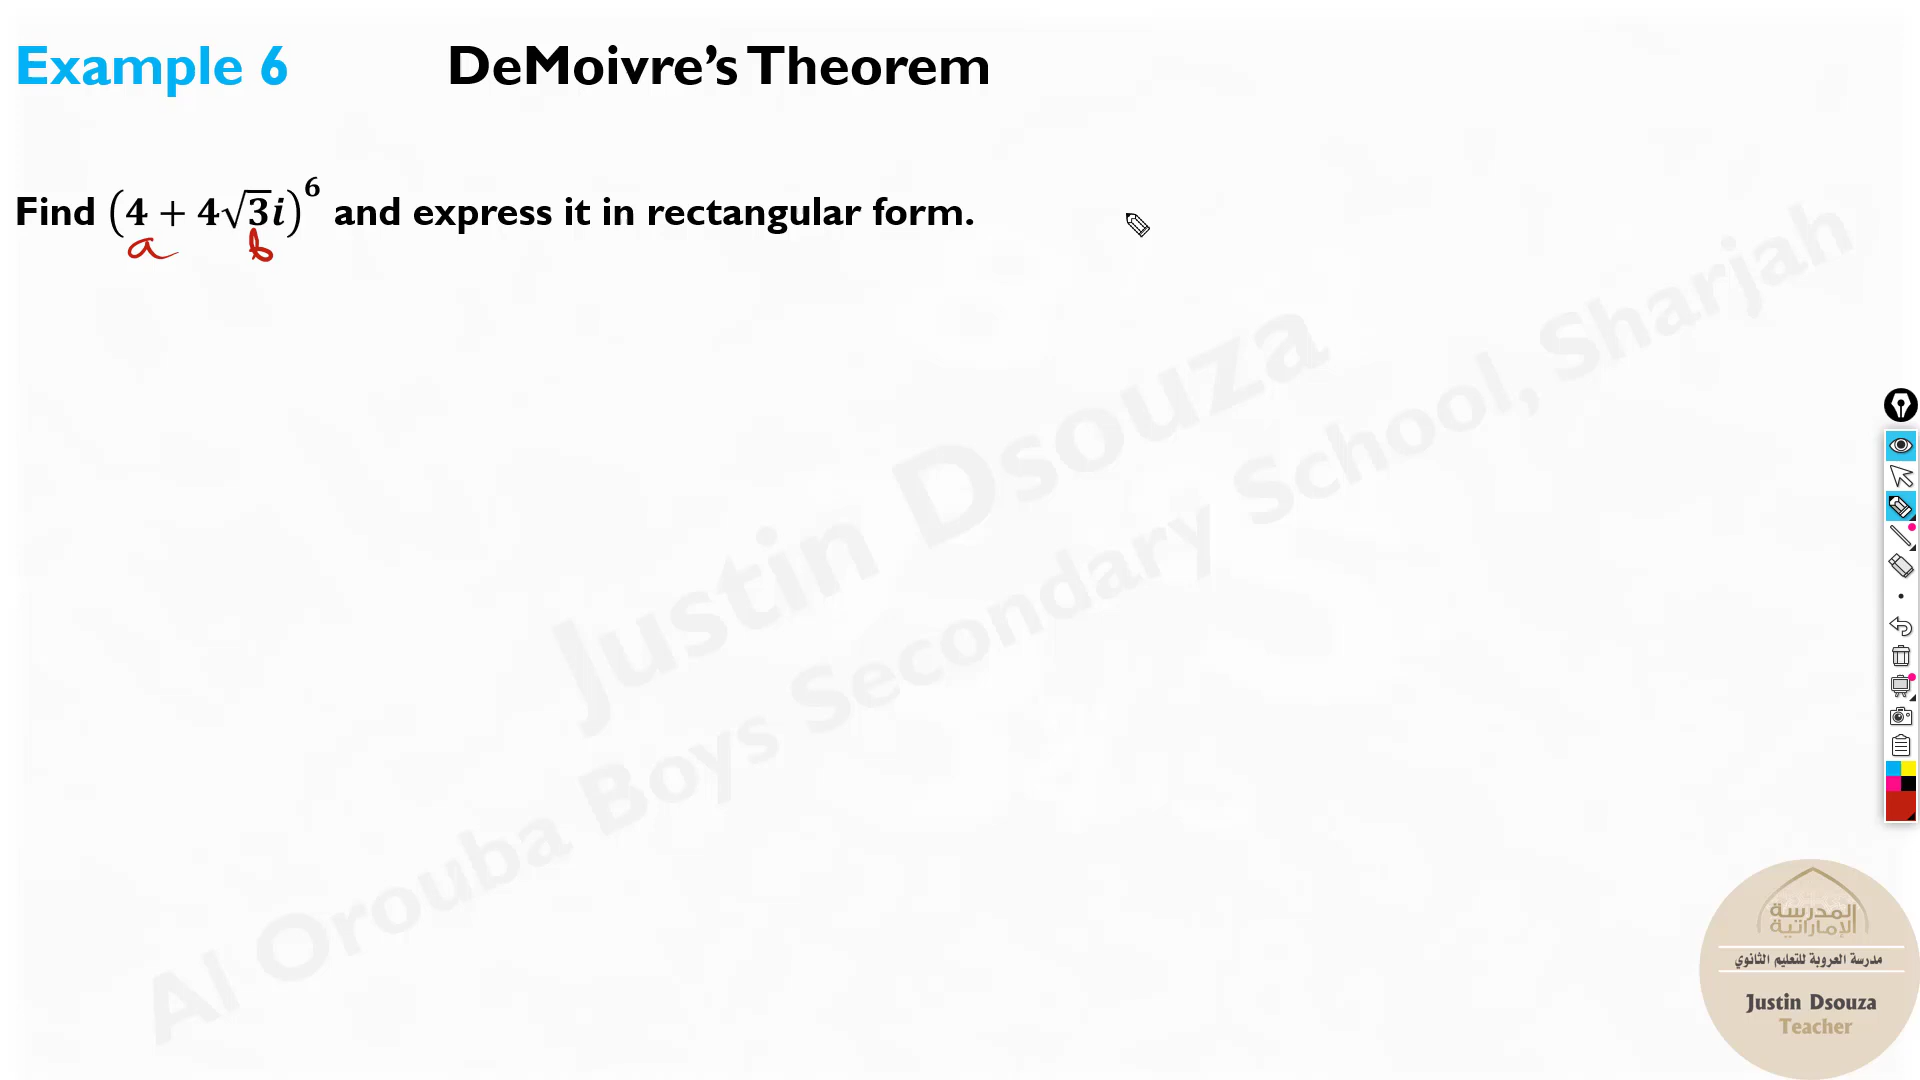 Example 6 DeMoivre's Theorem
Find (4 + 4√3i)^6 and express it in rectangular form.
a b
Justin Dsouza
Al Orouba Boys Secondary School, Sharjah
المدرسة
الإماراتية
مدرسة العروبة للتعليم الثانوي
Justin Dsouza
Teacher